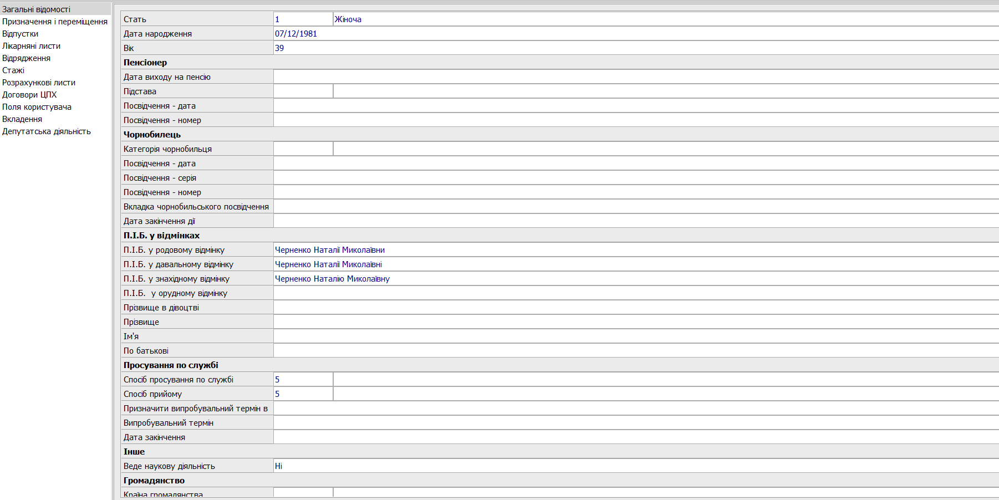 Загальні відомості
Призначення і переміщення
Відпустки
Лікарняні листи
Відрядження
Стажі
Розрахункові листи
Договори ЦПХ
Поля користувача
Вкладення
Депутатська діяльність
Стать 1 Жіноча
Дата народження 07/12/1981
Вік 39
Пенсіонер
Дата виходу на пенсію
Підстава
Посвідчення - дата
Посвідчення - номер
Чорнобилець
Категорія чорнобильця
Посвідчення - дата
Посвідчення - серія
Посвідчення - номер
Вкладка чорнобильського посвідчення
Дата закінчення дії
П.І.Б. у відмінках
П.І.Б. у родовому відмінку Черненко Наталії Миколаївни
П.І.Б. у давальному відмінку Черненко Наталії Миколаївні
П.І.Б. у знахідному відмінку Черненко Наталію Миколаївну
П.І.Б. у орудному відмінку
Прізвище в дівоцтві
Прізвище
Ім'я
По батькові
Просування по службі
Спосіб просування по службі 5
Спосіб прийому 5
Призначити випробувальний термін в
Випробувальний термін
Дата закінчення
Інше
Веде наукову діяльність Ні
Громадянство
Країна громадянства